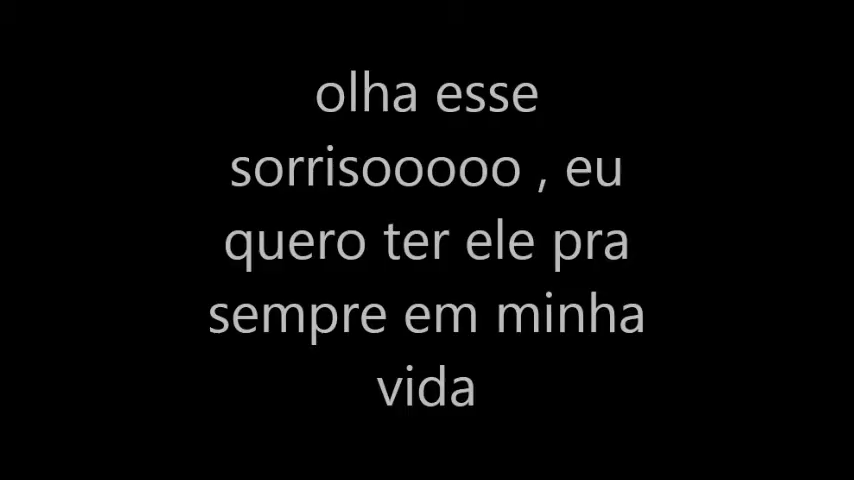 olha esse
sorrisooooo , eu
quero ter ele pra
sempre em minha
vida